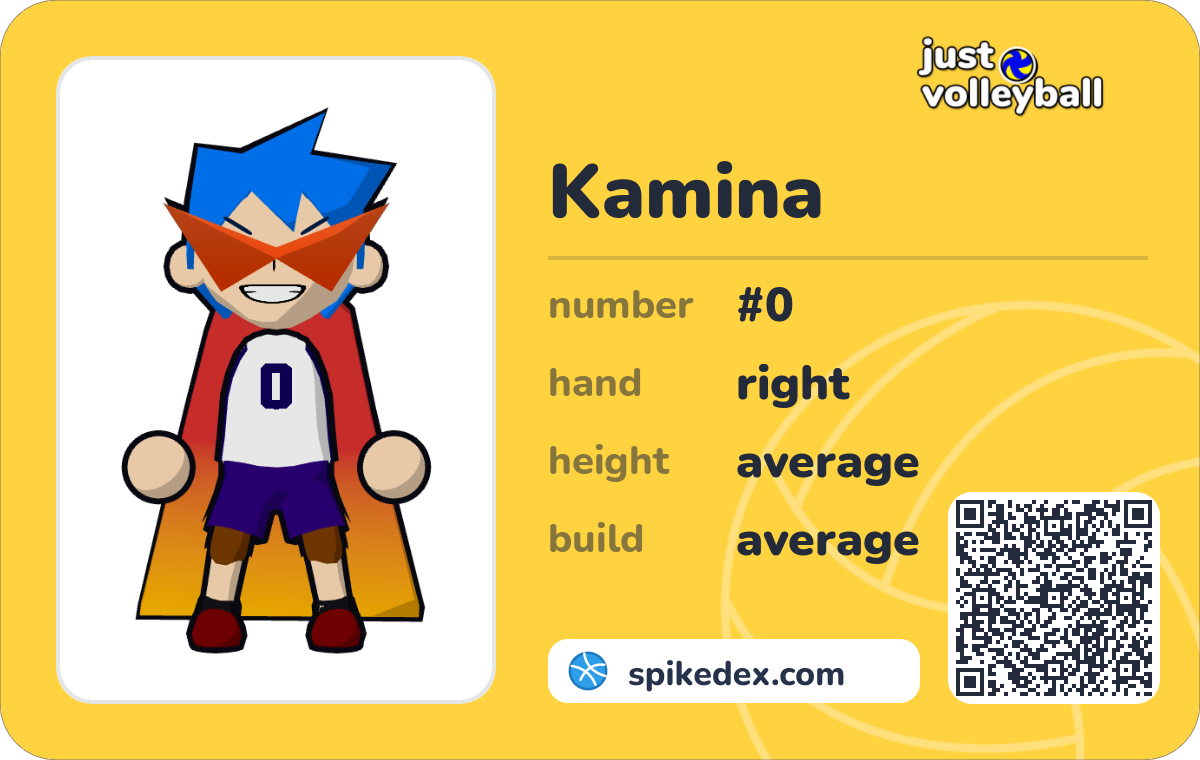 just
volleyball
Kamina
number #0
hand right
height average
build average
0
spikedex.com